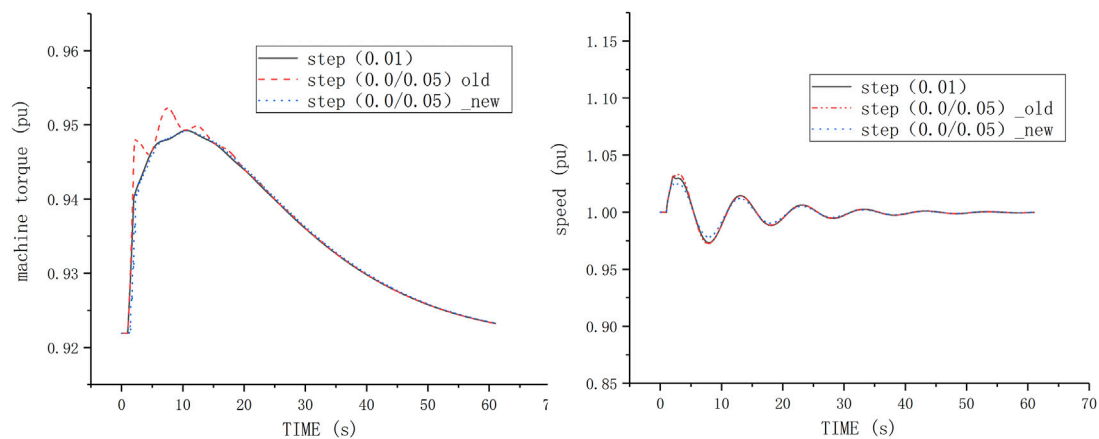 0.96
0.95
0.94
0.93
0.92
machine torque (pu)
step (0.01)
step (0.0/0.05) old
step (0.0/0.05) _new
0 10 20 30 40 50 60 7
TIME (s)
1.15
1.10
1.05
1.00
0.95
0.90
0.85
speed (pu)
step (0.01)
step (0.0/0.05) _old
step (0.0/0.05) _new
0 10 20 30 40 50 60 70
TIME (s)